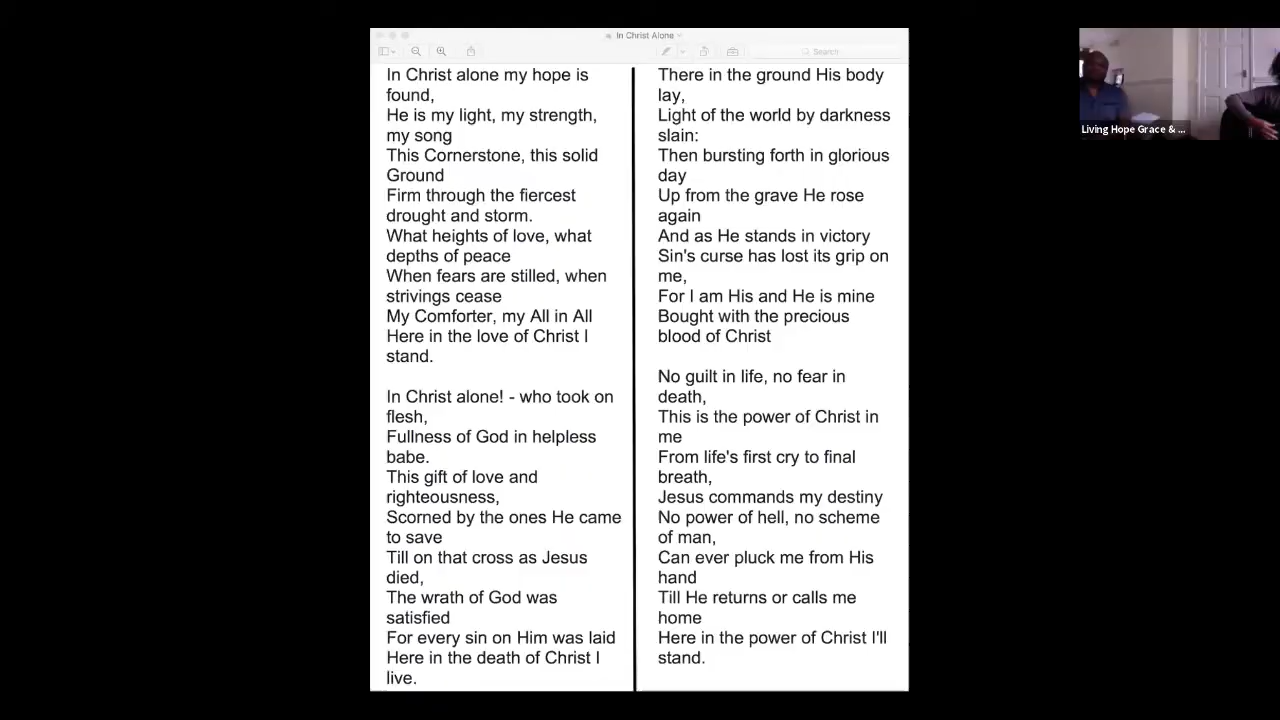 In Christ Alone
Search
In Christ alone my hope is
found,
He is my light, my strength,
my song
This Cornerstone, this solid
Ground
Firm through the fiercest
drought and storm.
What heights of love, what
depths of peace
When fears are stilled, when
strivings cease
My Comforter, my All in All
Here in the love of Christ I
stand.
In Christ alone! - who took on
flesh,
Fullness of God in helpless
babe.
This gift of love and
righteousness,
Scorned by the ones He came
to save
Till on that cross as Jesus
died,
The wrath of God was
satisfied
For every sin on Him was laid
Here in the death of Christ I
live.
There in the ground His body
lay,
Light of the world by darkness
slain:
Then bursting forth in glorious
day
Up from the grave He rose
again
And as He stands in victory
Sin's curse has lost its grip on
me,
For I am His and He is mine
Bought with the precious
blood of Christ
No guilt in life, no fear in
death,
This is the power of Christ in
me
From life's first cry to final
breath,
Jesus commands my destiny
No power of hell, no scheme
of man,
Can ever pluck me from His
hand
Till He returns or calls me
home
Here in the power of Christ I'll
stand.
Living Hope Grace & ...